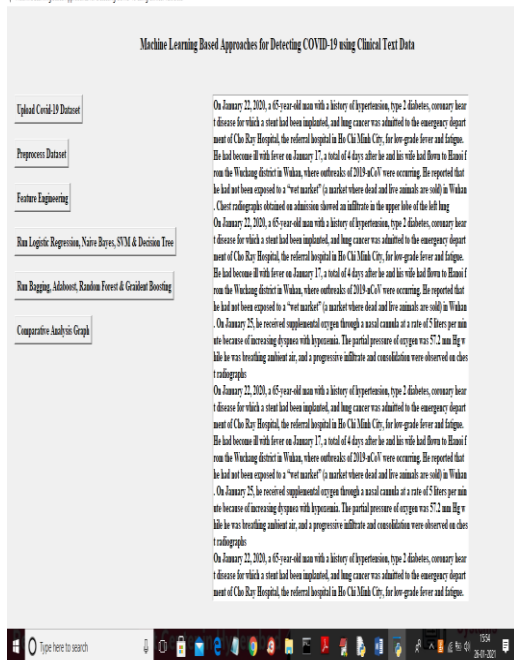 Machine Learning Based Approaches for Detecting COVID-19 using Clinical Text Data
Upload Covid-19 Dataset
Preprocess Dataset
Feature Engineering
Run Logistic Regression, Naive Bayes, SVM & Decision Tree
Run Bagging, Adaboost, Random Forest & Graident Boosting
Comparative Analysis Graph
On January 22, 2020, a 65-year-old man with a history of hypertension, type 2 diabetes, coronary hear
t disease for which a stent had been implanted, and lung cancer was admitted to the emergency depart
ment of Cho Ray Hospital, the referral hospital in Ho Chi Minh City, for low-grade fever and fatigue.
He had become ill with fever on January 17, a total of 4 days after he and his wife had flown to Hanoi f
rom the Wuchang district in Wuhan, where outbreaks of 2019-nCoV were occurring. He reported that
he had not been exposed to a “wet market” (a market where dead and live animals are sold) in Wuhan
. Chest radiographs obtained on admission showed an infiltrate in the upper lobe of the left lung
On January 22, 2020, a 65-year-old man with a history of hypertension, type 2 diabetes, coronary hear
t disease for which a stent had been implanted, and lung cancer was admitted to the emergency depart
ment of Cho Ray Hospital, the referral hospital in Ho Chi Minh City, for low-grade fever and fatigue.
He had become ill with fever on January 17, a total of 4 days after he and his wife had flown to Hanoi f
rom the Wuchang district in Wuhan, where outbreaks of 2019-nCoV were occurring. He reported that
he had not been exposed to a “wet market” (a market where dead and live animals are sold) in Wuhan
. On January 25, he received supplemental oxygen through a nasal cannula at a rate of 5 liters per min
ute because of increasing dyspnea with hypoxemia. The partial pressure of oxygen was 57.2 mm Hg w
hile he was breathing ambient air, and a progressive infiltrate and consolidation were observed on ches
t radiographs
On January 22, 2020, a 65-year-old man with a history of hypertension, type 2 diabetes, coronary hear
t disease for which a stent had been implanted, and lung cancer was admitted to the emergency depart
ment of Cho Ray Hospital, the referral hospital in Ho Chi Minh City, for low-grade fever and fatigue.
He had become ill with fever on January 17, a total of 4 days after he and his wife had flown to Hanoi f
rom the Wuchang district in Wuhan, where outbreaks of 2019-nCoV were occurring. He reported that
he had not been exposed to a “wet market” (a market where dead and live animals are sold) in Wuhan
. On January 25, he received supplemental oxygen through a nasal cannula at a rate of 5 liters per min
ute because of increasing dyspnea with hypoxemia. The partial pressure of oxygen was 57.2 mm Hg w
hile he was breathing ambient air, and a progressive infiltrate and consolidation were observed on ches
t radiographs
On January 22, 2020, a 65-year-old man with a history of hypertension, type 2 diabetes, coronary hear
t disease for which a stent had been implanted, and lung cancer was admitted to the emergency depart
ment of Cho Ray Hospital, the referral hospital in Ho Chi Minh City, for low-grade fever and fatigue.
Type here to search
15:54
26-01-2021